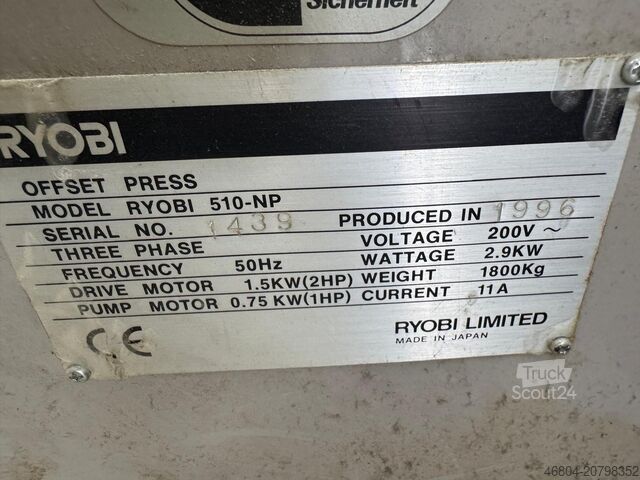 Sicherheit
RYOBI
OFFSET PRESS
MODEL RYOBI 510-NP
SERIAL NO. 1439 PRODUCED IN 1996
THREE PHASE VOLTAGE 200V ~
FREQUENCY 50Hz WATTAGE 2.9KW
DRIVE MOTOR 1.5KW(2HP) WEIGHT 1800Kg
PUMP MOTOR 0.75 KW(1HP) CURRENT 11A
CE
RYOBI LIMITED
MADE IN JAPAN
Truck
Scout24
46804-20798352